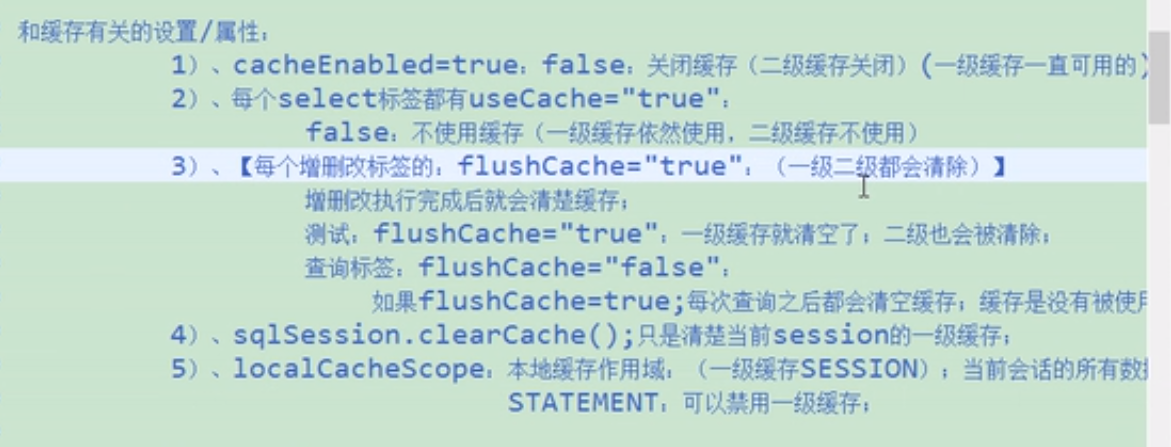 和缓存有关的设置/属性:
1)、cacheEnabled=true: false: 关闭缓存(二级缓存关闭)(一级缓存一直可用的)
2)、每个select标签都有useCache="true":
false: 不使用缓存(一级缓存依然使用, 二级缓存不使用)
3)、【每个增删改标签的: flushCache="true": (一级二级都会清除)】
增删改执行完成后就会清楚缓存;
测试: flushCache="true": 一级缓存就清空了; 二级也会被清除;
查询标签: flushCache="false":
如果flushCache=true;每次查询之后都会清空缓存; 缓存是没有被使用
4)、sqlSession.clearCache();只是清楚当前session的一级缓存;
5)、localCacheScope: 本地缓存作用域: (一级缓存SESSION); 当前会话的所有数据
STATEMENT: 可以禁用一级缓存;